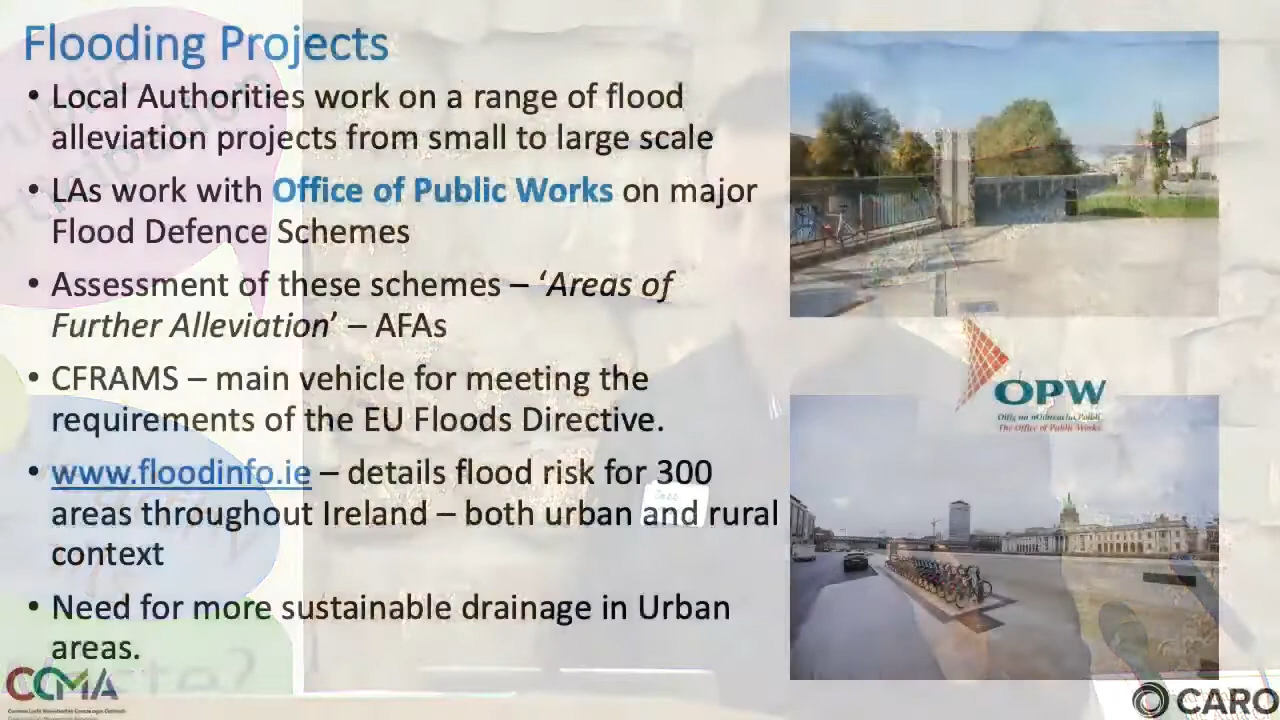 Flooding Projects
• Local Authorities work on a range of flood
alleviation projects from small to large scale
• LAs work with Office of Public Works on major
Flood Defence Schemes
• Assessment of these schemes – ‘Areas of
Further Alleviation’ – AFAs
• CFRAMS – main vehicle for meeting the
requirements of the EU Floods Directive.
• www.floodinfo.ie – details flood risk for 300
areas throughout Ireland – both urban and rural
context
• Need for more sustainable drainage in Urban
areas.
OPW
Oifig na nOibreacha Poiblí
The Office of Public Works
CCMA
CARO